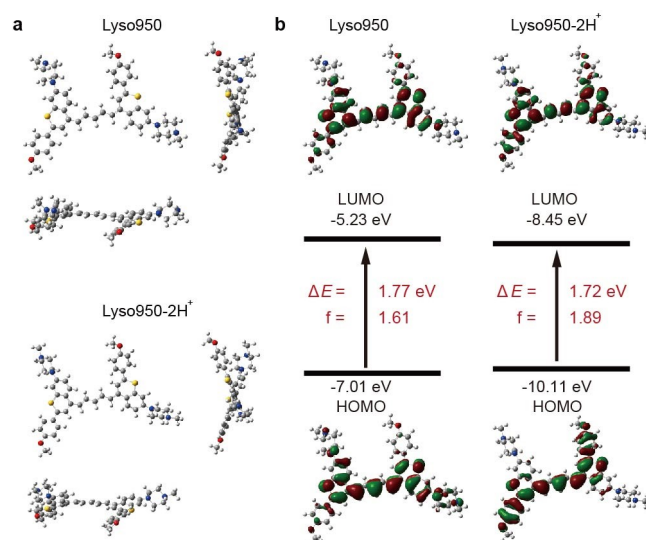 a
Lyso950
Lyso950-2H+
b
Lyso950
Lyso950-2H+
LUMO
-5.23 eV
ΔE = 1.77 eV
f = 1.61
-7.01 eV
HOMO
LUMO
-8.45 eV
ΔE = 1.72 eV
f = 1.89
-10.11 eV
HOMO